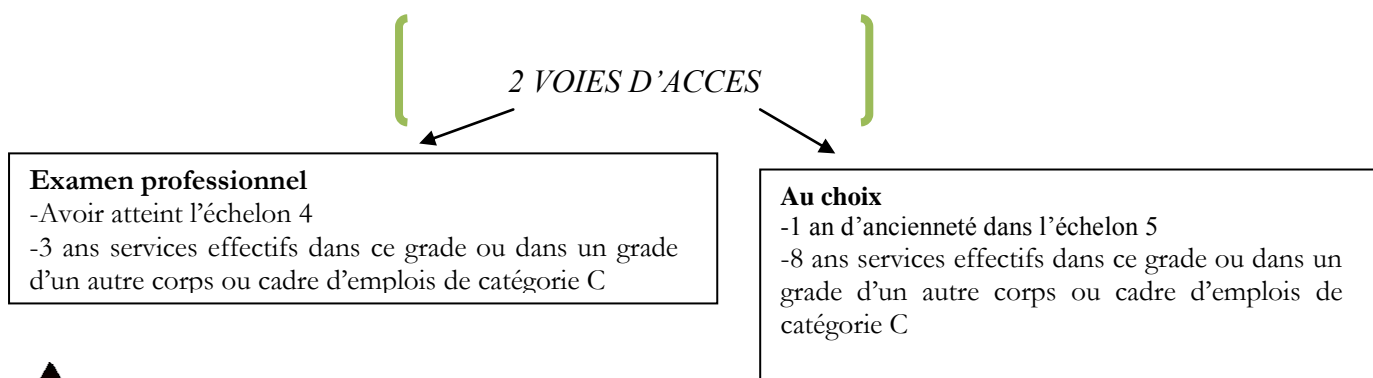 2 VOIES D’ACCES
Examen professionnel
-Avoir atteint l’échelon 4
-3 ans services effectifs dans ce grade ou dans un grade
d’un autre corps ou cadre d’emplois de catégorie C
Au choix
-1 an d’ancienneté dans l’échelon 5
-8 ans services effectifs dans ce grade ou dans un
grade d’un autre corps ou cadre d’emplois de
catégorie C